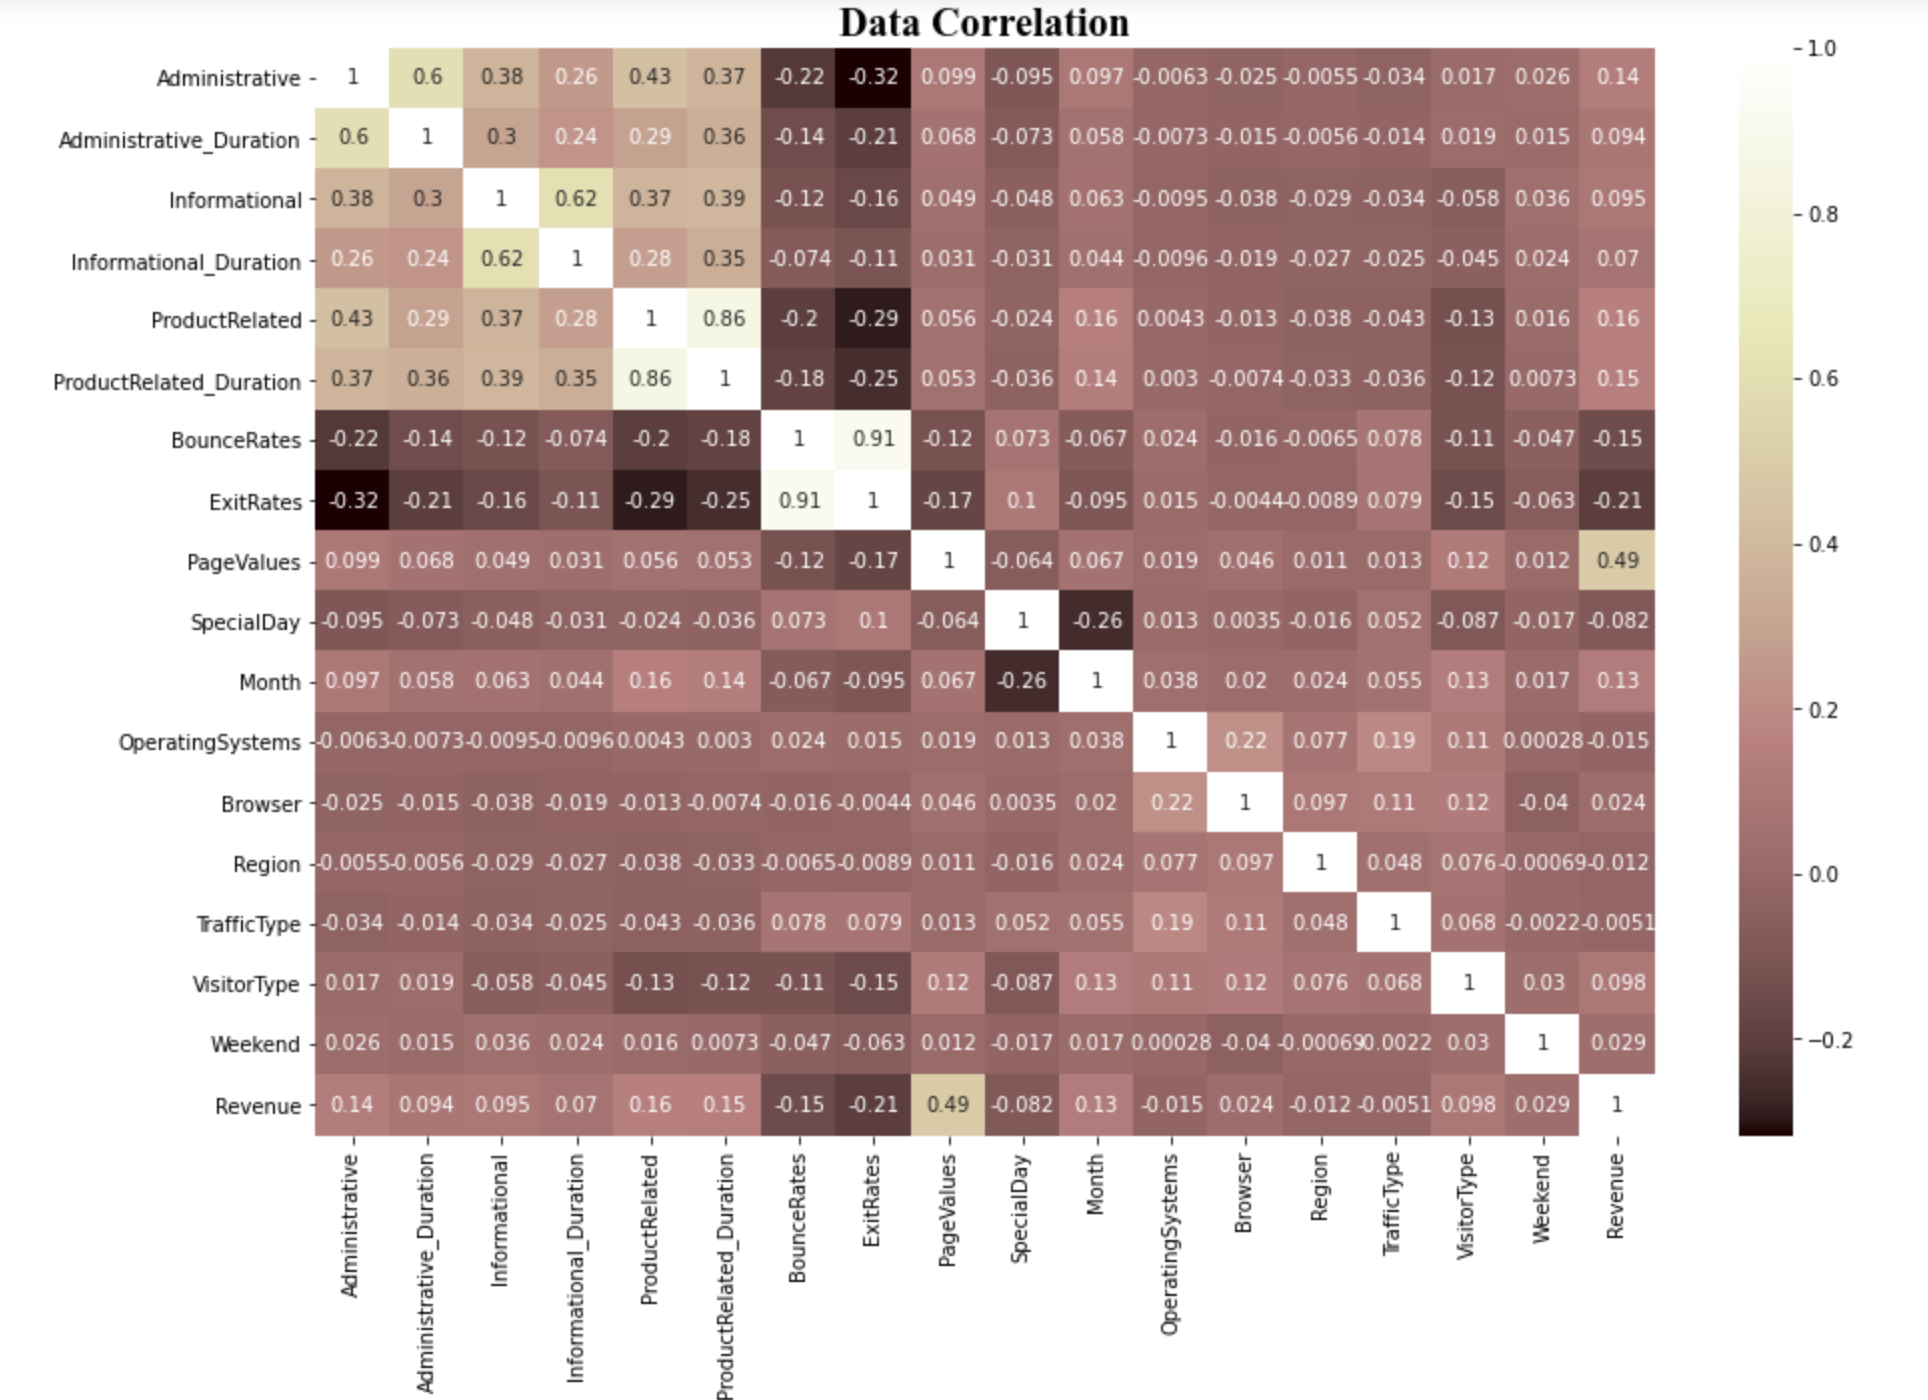 Data Correlation
Administrative 1 0.6 0.38 0.26 0.43 0.37 -0.22 -0.32 0.099 -0.095 0.097 -0.0063 -0.025 -0.0055 -0.034 0.017 0.026 0.14
Administrative_Duration 0.6 1 0.3 0.24 0.29 0.36 -0.14 -0.21 0.068 -0.073 0.058 -0.0073 -0.015 -0.0056 -0.014 0.019 0.015 0.094
Informational 0.38 0.3 1 0.62 0.37 0.39 -0.12 -0.16 0.049 -0.048 0.063 -0.0095 -0.038 -0.029 -0.034 -0.058 0.036 0.095
Informational_Duration 0.26 0.24 0.62 1 0.28 0.35 -0.074 -0.11 0.031 -0.031 0.044 -0.0096 -0.019 -0.027 -0.025 -0.045 0.024 0.07
ProductRelated 0.43 0.29 0.37 0.28 1 0.86 -0.2 -0.29 0.056 -0.024 0.16 0.0043 -0.013 -0.038 -0.043 -0.13 0.016 0.16
ProductRelated_Duration 0.37 0.36 0.39 0.35 0.86 1 -0.18 -0.25 0.053 -0.036 0.14 0.003 -0.0074 -0.033 -0.036 -0.12 0.0073 0.15
BounceRates -0.22 -0.14 -0.12 -0.074 -0.2 -0.18 1 0.91 -0.12 0.073 -0.067 0.024 -0.016 -0.0065 0.078 -0.11 -0.047 -0.15
ExitRates -0.32 -0.21 -0.16 -0.11 -0.29 -0.25 0.91 1 -0.17 0.1 -0.095 0.015 -0.0044 -0.0089 0.079 -0.15 -0.063 -0.21
PageValues 0.099 0.068 0.049 0.031 0.056 0.053 -0.12 -0.17 1 -0.064 0.067 0.019 0.046 0.011 0.013 0.12 0.012 0.49
SpecialDay -0.095 -0.073 -0.048 -0.031 -0.024 -0.036 0.073 0.1 -0.064 1 -0.26 0.013 0.0035 -0.016 0.052 -0.087 -0.017 -0.082
Month 0.097 0.058 0.063 0.044 0.16 0.14 -0.067 -0.095 0.067 -0.26 1 0.038 0.02 0.024 0.055 0.13 0.017 0.13
OperatingSystems -0.0063 -0.0073 -0.0095 -0.0096 0.0043 0.003 0.024 0.015 0.019 0.013 0.038 1 0.22 0.077 0.19 0.11 0.00028 -0.015
Browser -0.025 -0.015 -0.038 -0.019 -0.013 -0.0074 -0.016 -0.0044 0.046 0.0035 0.02 0.22 1 0.097 0.11 0.12 -0.04 0.024
Region -0.0055 -0.0056 -0.029 -0.027 -0.038 -0.033 -0.0065 -0.0089 0.011 -0.016 0.024 0.077 0.097 1 0.048 0.076 -0.00069 -0.012
TrafficType -0.034 -0.014 -0.034 -0.025 -0.043 -0.036 0.078 0.079 0.013 0.052 0.055 0.19 0.11 0.048 1 0.068 -0.0022 -0.0051
VisitorType 0.017 0.019 -0.058 -0.045 -0.13 -0.12 -0.11 -0.15 0.12 -0.087 0.13 0.11 0.12 0.076 0.068 1 0.03 0.098
Weekend 0.026 0.015 0.036 0.024 0.016 0.0073 -0.047 -0.063 0.012 -0.017 0.017 0.00028 -0.04 -0.00069 -0.0022 0.03 1 0.029
Revenue 0.14 0.094 0.095 0.07 0.16 0.15 -0.15 -0.21 0.49 -0.082 0.13 -0.015 0.024 -0.012 -0.0051 0.098 0.029 1
Administrative
Administrative_Duration
Informational
Informational_Duration
ProductRelated
ProductRelated_Duration
BounceRates
ExitRates
PageValues
SpecialDay
Month
OperatingSystems
Browser
Region
TrafficType
VisitorType
Weekend
Revenue
1.0
0.8
0.6
0.4
0.2
0.0
−0.2